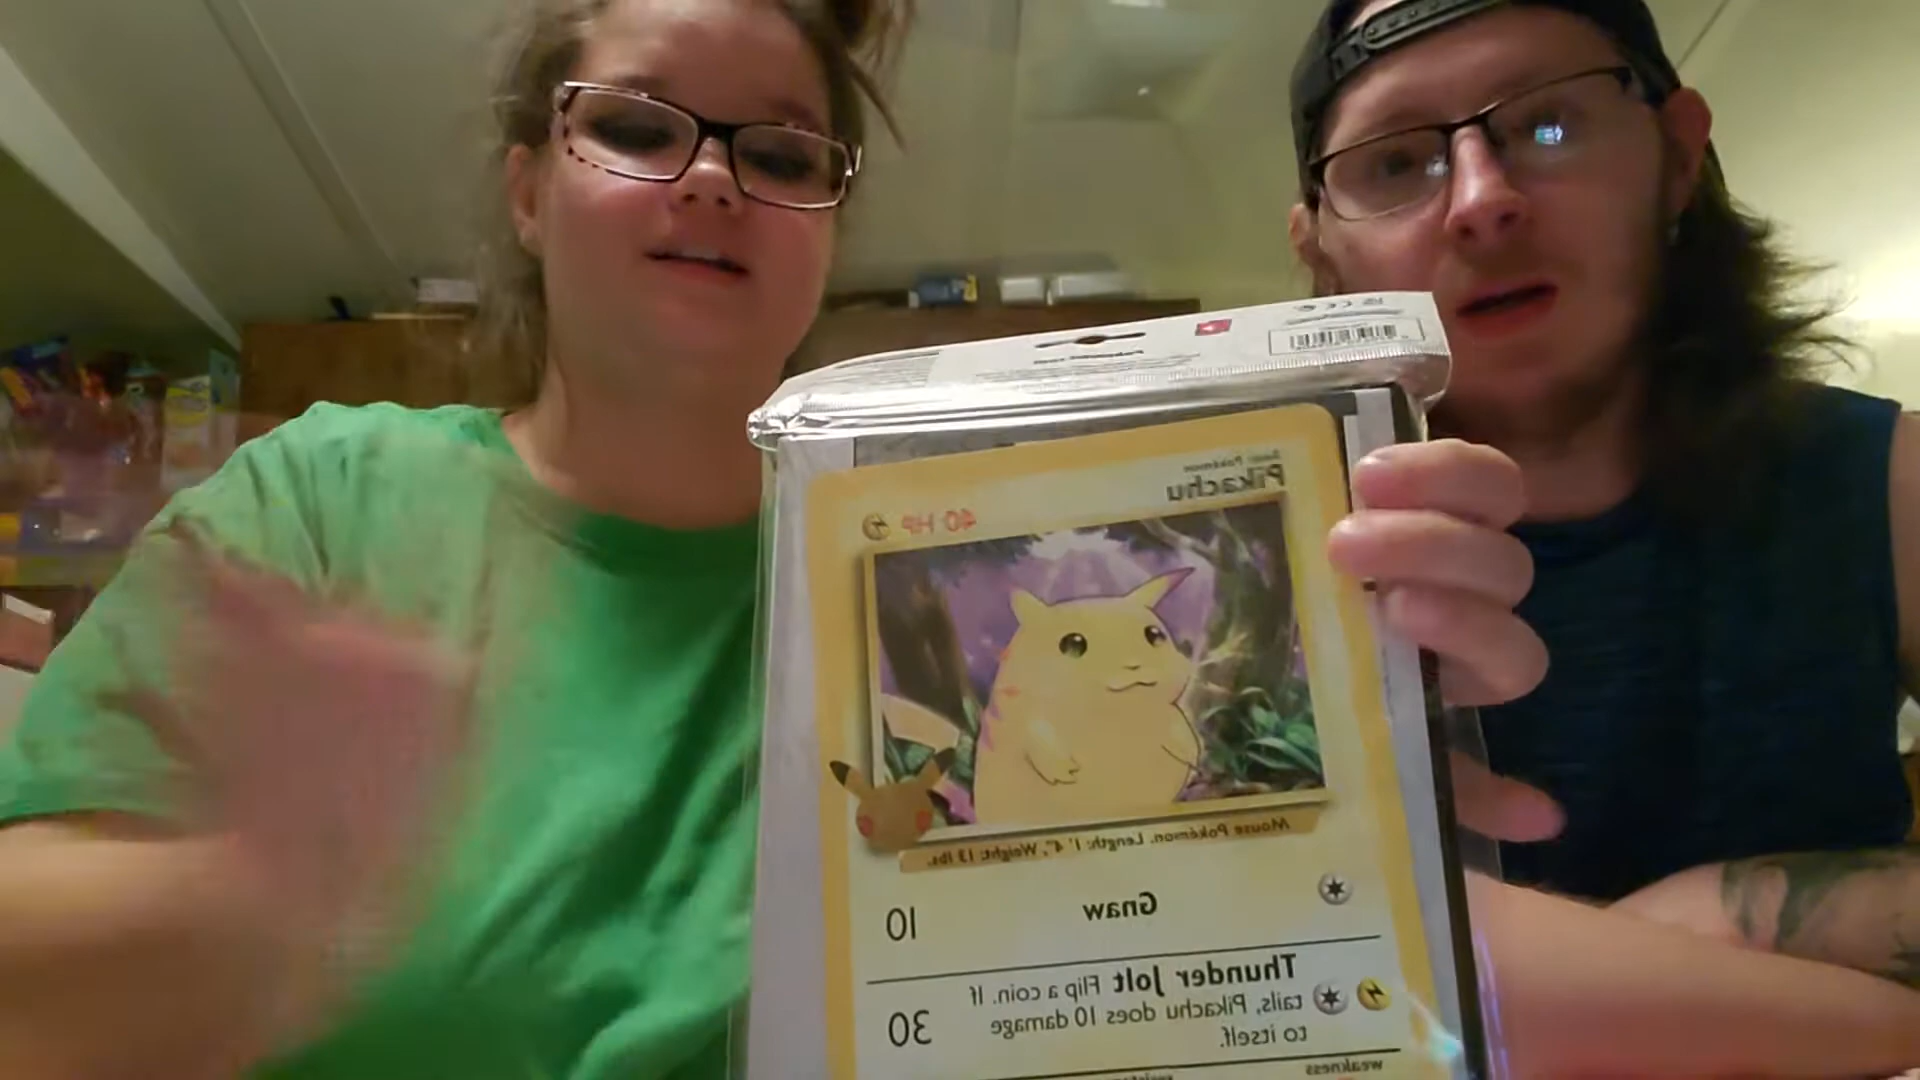 Basic Pokémon
Pikachu
40 HP
Mouse Pokémon. Length: 1' 4", Weight: 13 lbs.
Gnaw
10
Thunder Jolt Flip a coin. If
tails, Pikachu does 10 damage
to itself.
30
weakness